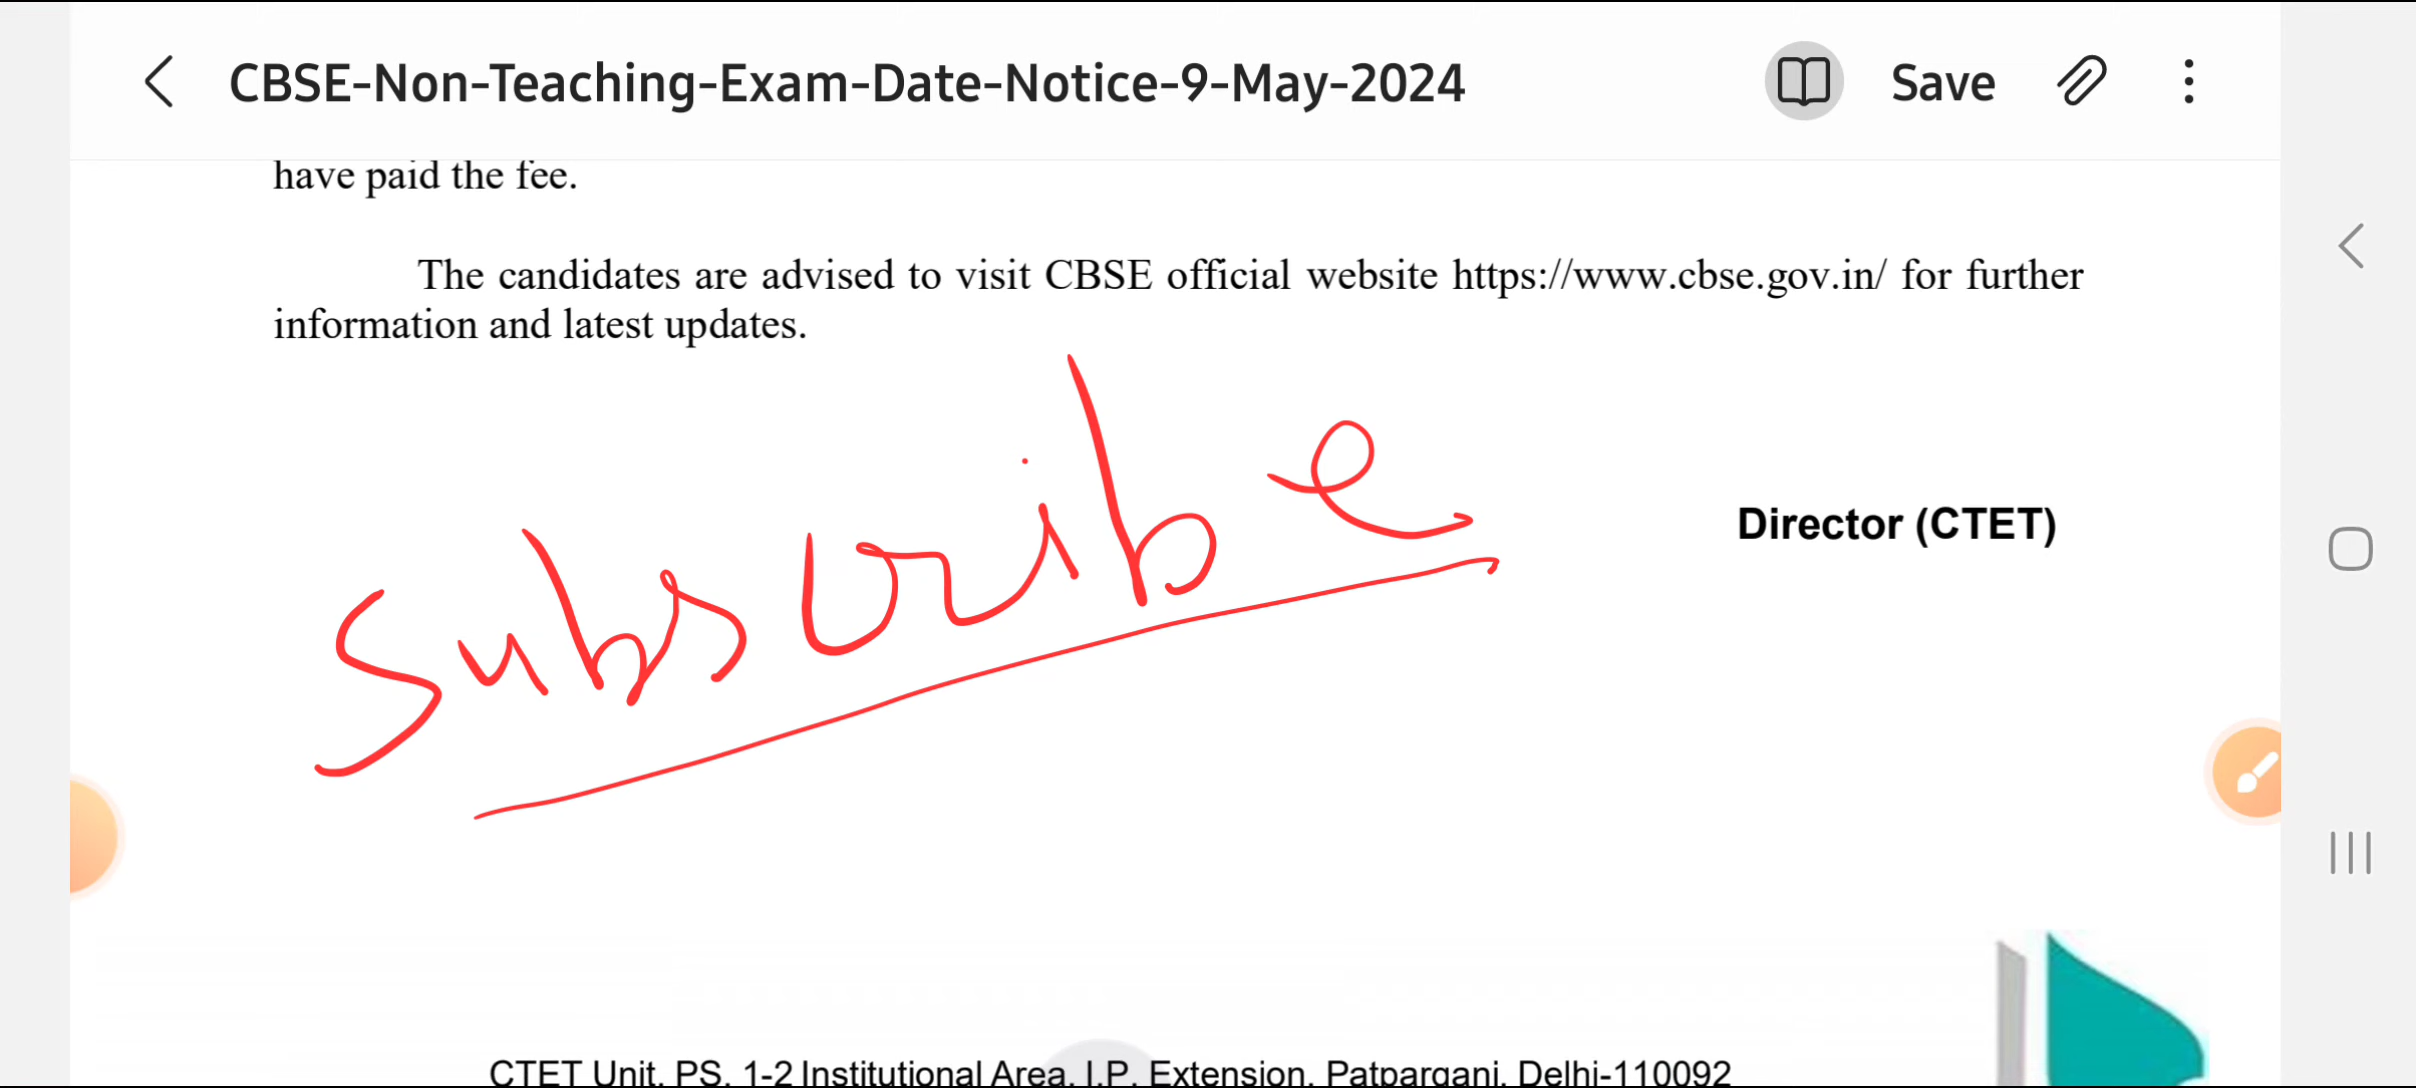 CBSE-Non-Teaching-Exam-Date-Notice-9-May-2024
Save
have paid the fee.
The candidates are advised to visit CBSE official website https://www.cbse.gov.in/ for further
information and latest updates.
Subscribe
Director (CTET)
CTET Unit, PS, 1-2 Institutional Area, I.P. Extension, Patparganj, Delhi-110092